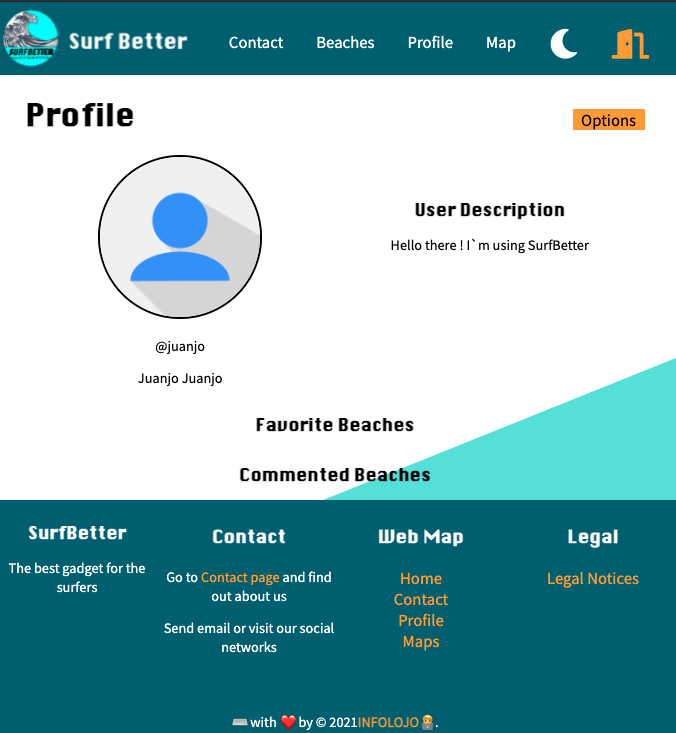 SURFBETTER
Surf Better
Contact
Beaches
Profile
Map
Profile
Options
User Description
Hello there ! I`m using SurfBetter
@juanjo
Juanjo Juanjo
Favorite Beaches
Commented Beaches
SurfBetter
The best gadget for the
surfers
Contact
Go to Contact page and find
out about us
Send email or visit our social
networks
Web Map
Home
Contact
Profile
Maps
Legal
Legal Notices
⌨️ with ❤️ by © 2021INFOLOJO👨‍💻.